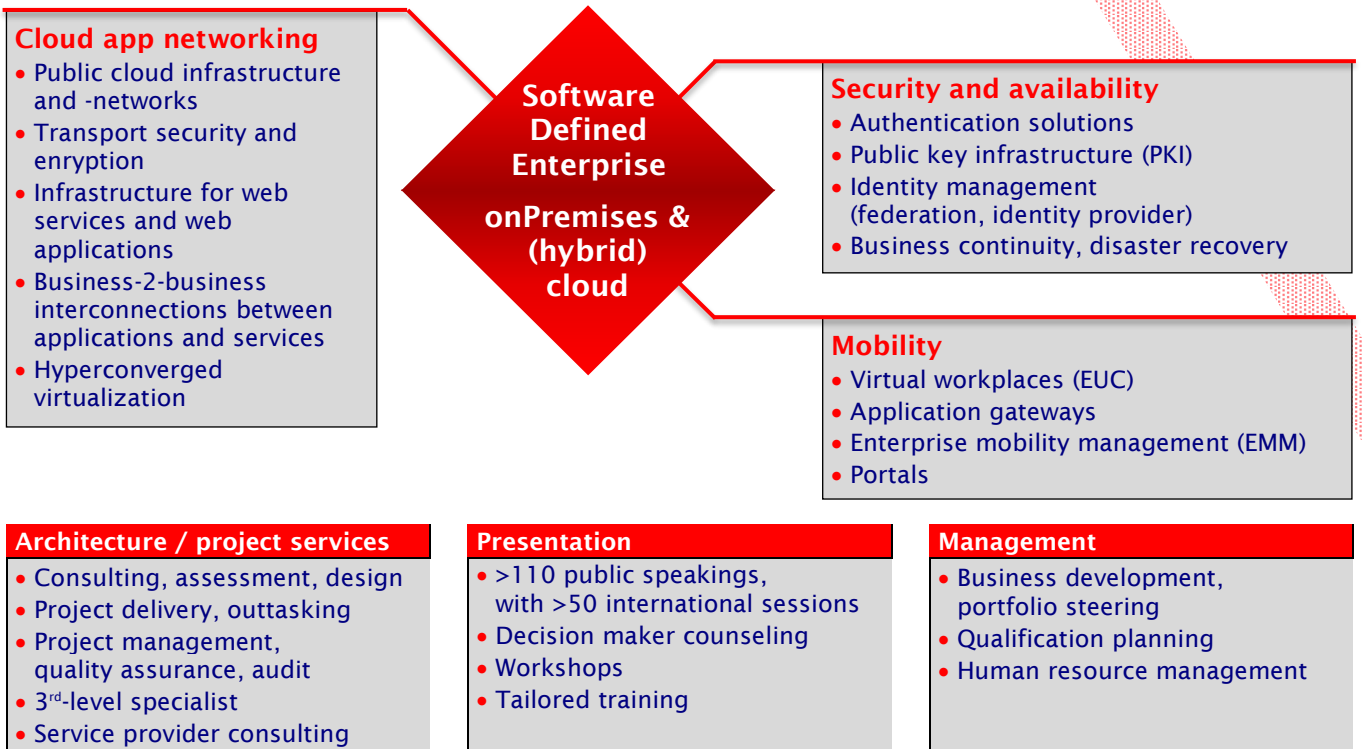 Cloud app networking
• Public cloud infrastructure
and -networks
• Transport security and
enryption
• Infrastructure for web
services and web
applications
• Business-2-business
interconnections between
applications and services
• Hyperconverged
virtualization
Software
Defined
Enterprise
onPremises &
(hybrid)
cloud
Security and availability
• Authentication solutions
• Public key infrastructure (PKI)
• Identity management
(federation, identity provider)
• Business continuity, disaster recovery
Mobility
• Virtual workplaces (EUC)
• Application gateways
• Enterprise mobility management (EMM)
• Portals
Architecture / project services
• Consulting, assessment, design
• Project delivery, outtasking
• Project management,
quality assurance, audit
• 3rd-level specialist
• Service provider consulting
Presentation
• >110 public speakings,
with >50 international sessions
• Decision maker counseling
• Workshops
• Tailored training
Management
• Business development,
portfolio steering
• Qualification planning
• Human resource management